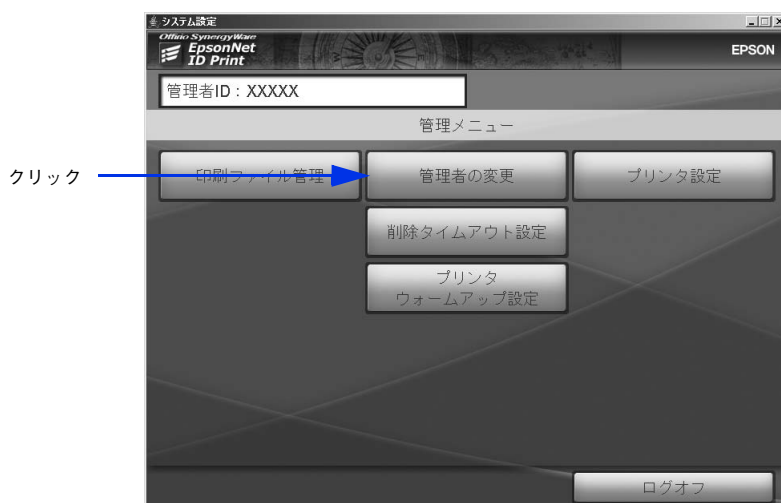 システム設定
Offirio SynergyWare
EpsonNet
ID Print
EPSON
管理者ID：XXXXX
管理メニュー
クリック
印刷ファイル管理
管理者の変更
プリンタ設定
削除タイムアウト設定
プリンタ
ウォームアップ設定
ログオフ